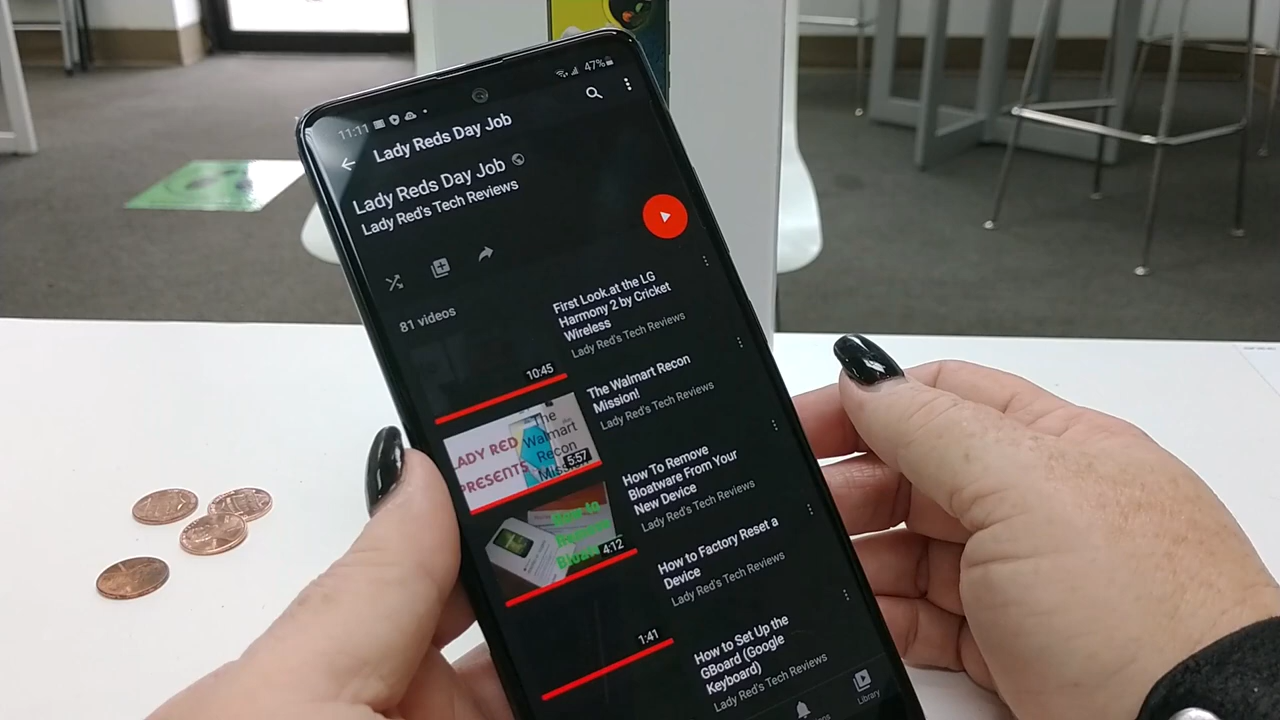 11:11
47%
Lady Reds Day Job
Lady Reds Day Job
Lady Red's Tech Reviews
81 videos
First Look at the LG
Harmony 2 by Cricket
Wireless
Lady Red's Tech Reviews
10:45
The Walmart Recon
Mission!
Lady Red's Tech Reviews
LADY RED
PRESENTS
The
Walmart
Recon
5:57
How To Remove
Bloatware From Your
New Device
Lady Red's Tech Reviews
How to
4:12
How to Factory Reset a
Device
Lady Red's Tech Reviews
1:41
How to Set Up the
GBoard (Google
Keyboard)
Lady Red's Tech Reviews
Library